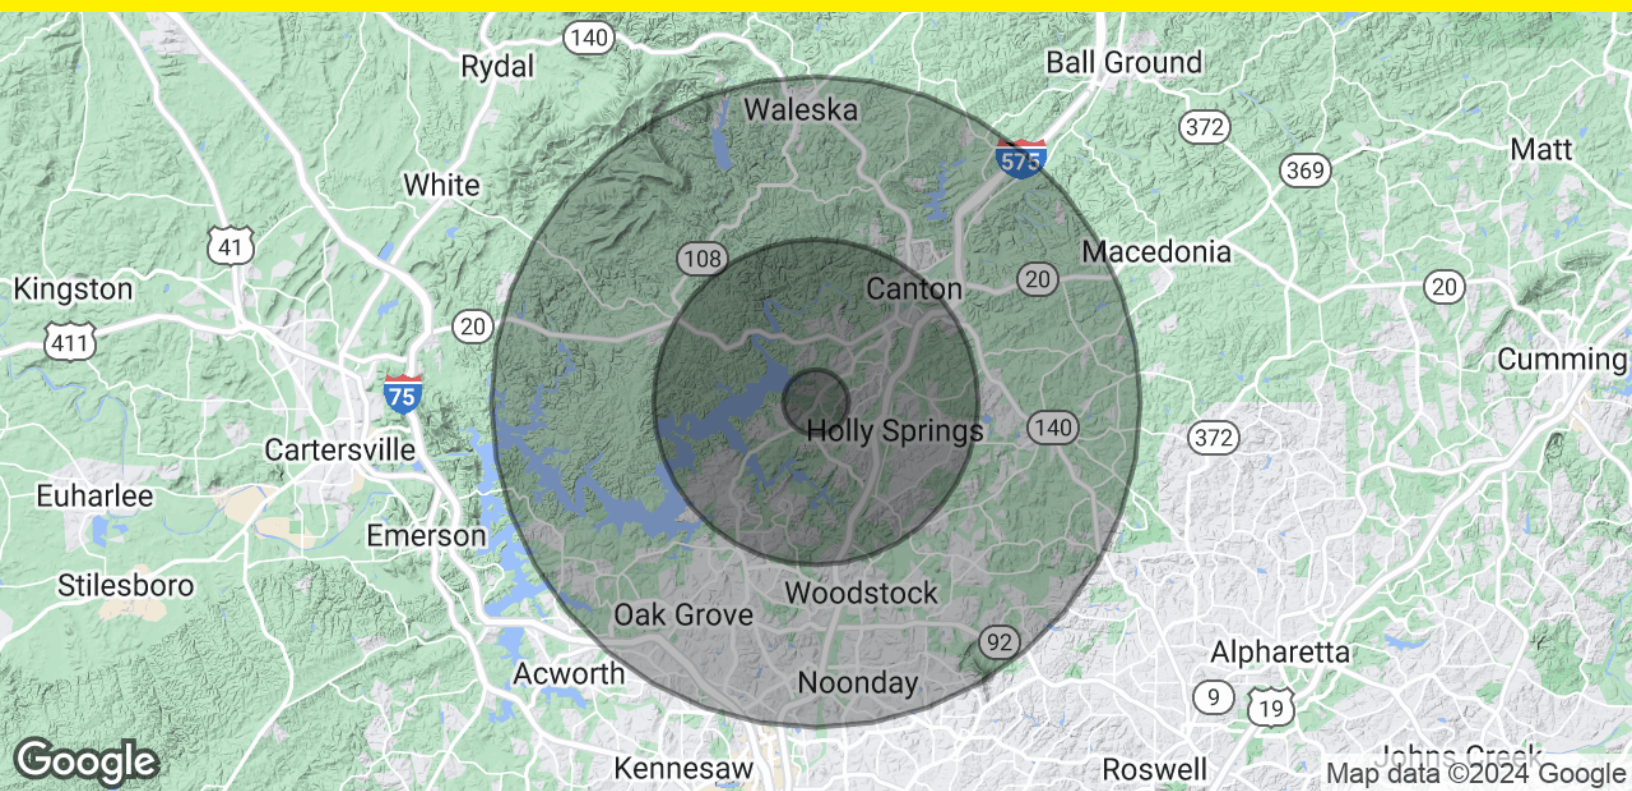 140
Rydal
Ball Ground
Waleska
372
Matt
575
369
White
41
Macedonia
108
20
Kingston
Canton
20
20
411
Cumming
75
Holly Springs
140
372
Cartersville
Euharlee
Emerson
Stilesboro
Woodstock
Oak Grove
92
Alpharetta
Acworth
Noonday
9
19
Google
Kennesaw
Roswell
Johns Creek
Map data ©2024 Google